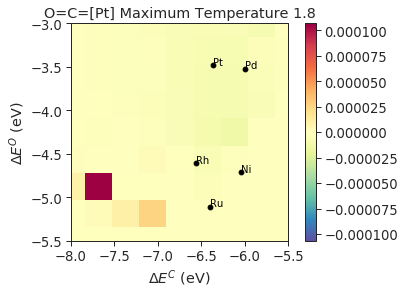 O=C=[Pt] Maximum Temperature 1.8
−3.0
−3.5
−4.0
−4.5
−5.0
−5.5
ΔE^O (eV)
Pt
Pd
Rh
Ni
Ru
−8.0 −7.5 −7.0 −6.5 −6.0 −5.5
ΔE^C (eV)
0.000100
0.000075
0.000050
0.000025
0.000000
−0.000025
−0.000050
−0.000075
−0.000100